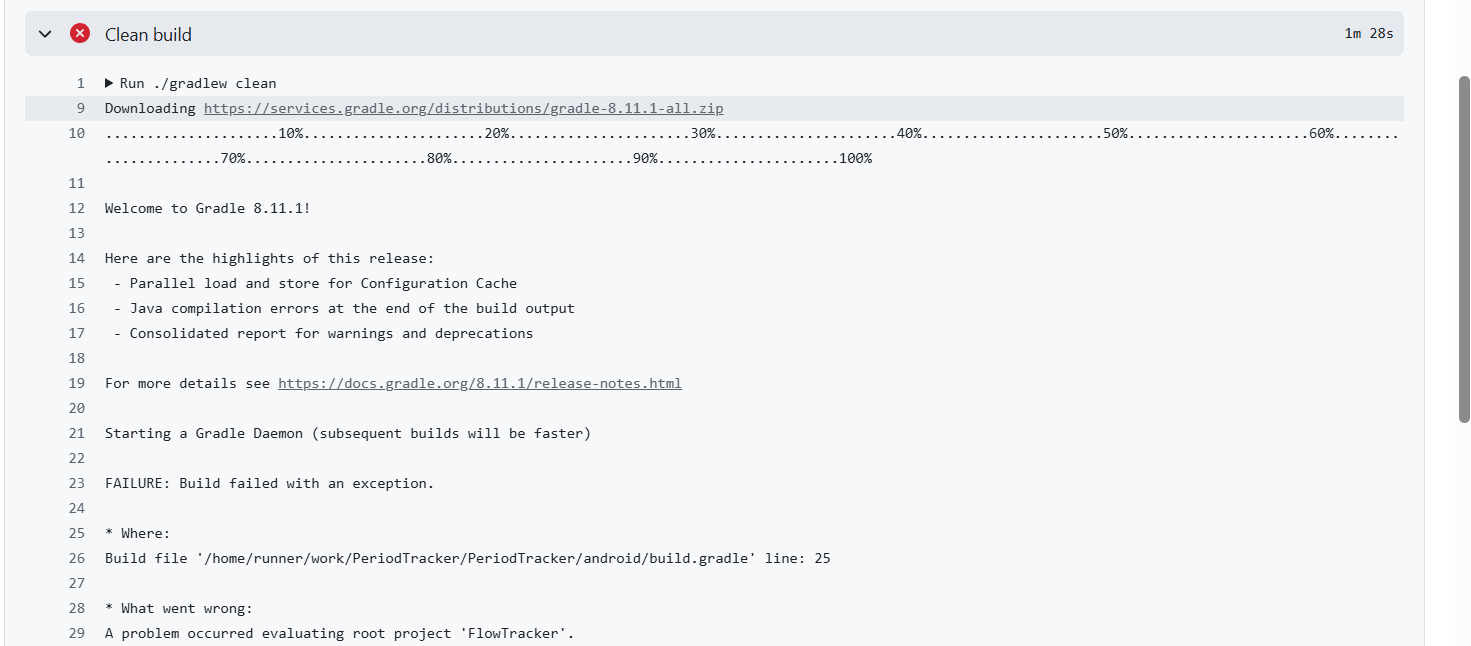 Clean build 1m 28s
1 Run ./gradlew clean
9 Downloading https://services.gradle.org/distributions/gradle-8.11.1-all.zip
10 .....................10%......................20%......................30%......................40%......................50%......................60%........
..............70%......................80%......................90%......................100%
11
12 Welcome to Gradle 8.11.1!
13
14 Here are the highlights of this release:
15 - Parallel load and store for Configuration Cache
16 - Java compilation errors at the end of the build output
17 - Consolidated report for warnings and deprecations
18
19 For more details see https://docs.gradle.org/8.11.1/release-notes.html
20
21 Starting a Gradle Daemon (subsequent builds will be faster)
22
23 FAILURE: Build failed with an exception.
24
25 * Where:
26 Build file '/home/runner/work/PeriodTracker/PeriodTracker/android/build.gradle' line: 25
27
28 * What went wrong:
29 A problem occurred evaluating root project 'FlowTracker'.